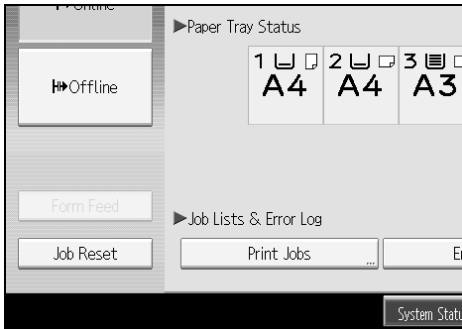 Online
▶Paper Tray Status
1 2 3
A4 A4 A3
Offline
Form Feed
▶Job Lists & Error Log
Job Reset
Print Jobs ...
System Statu